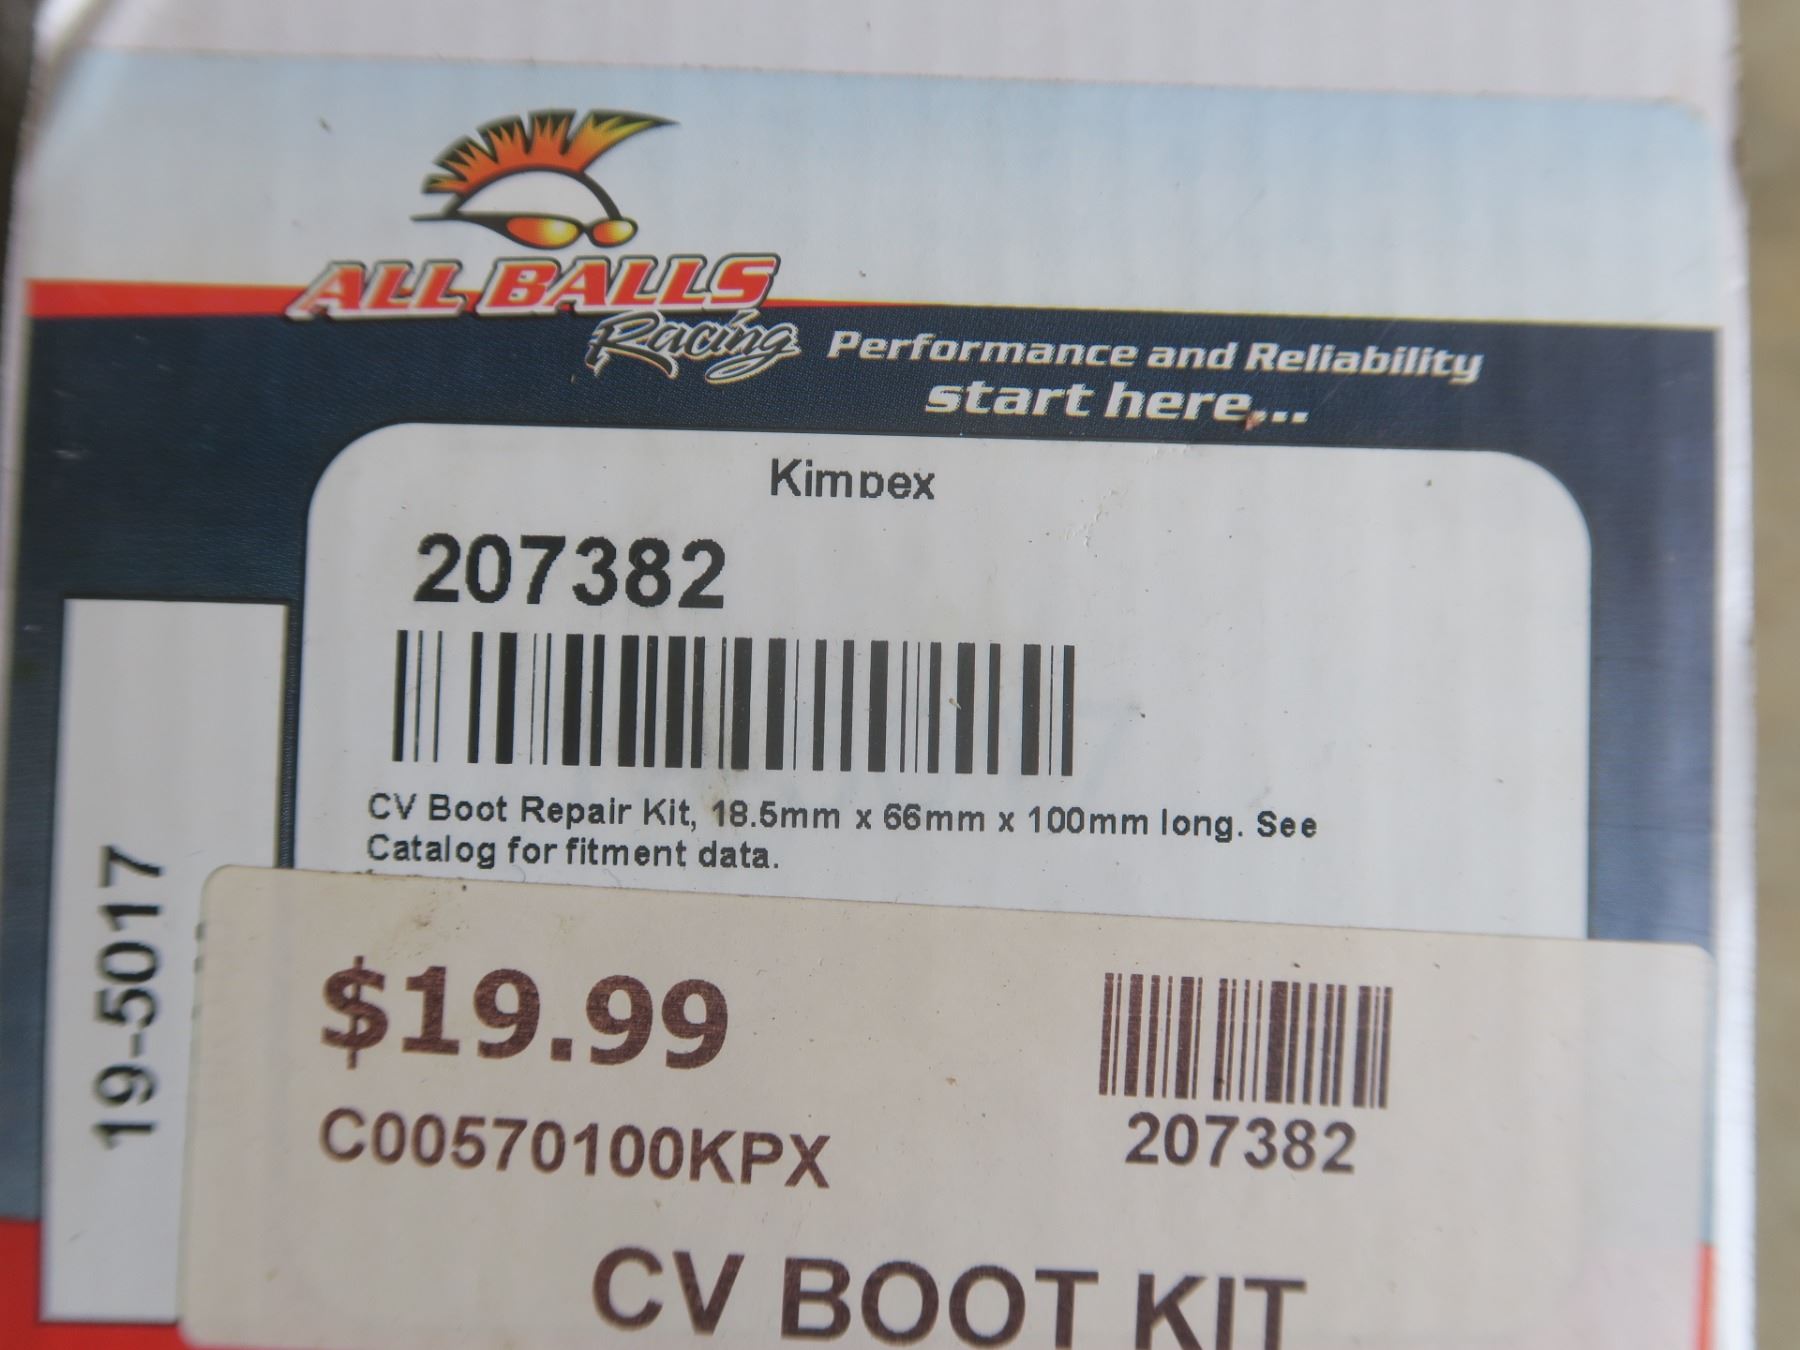 ALL BALLS
Racing
Performance and Reliability
start here...
Kimpex
207382
CV Boot Repair Kit, 18.5mm x 66mm x 100mm long. See
Catalog for fitment data.
19-5017
$19.99
C00570100KPX
207382
CV BOOT KIT